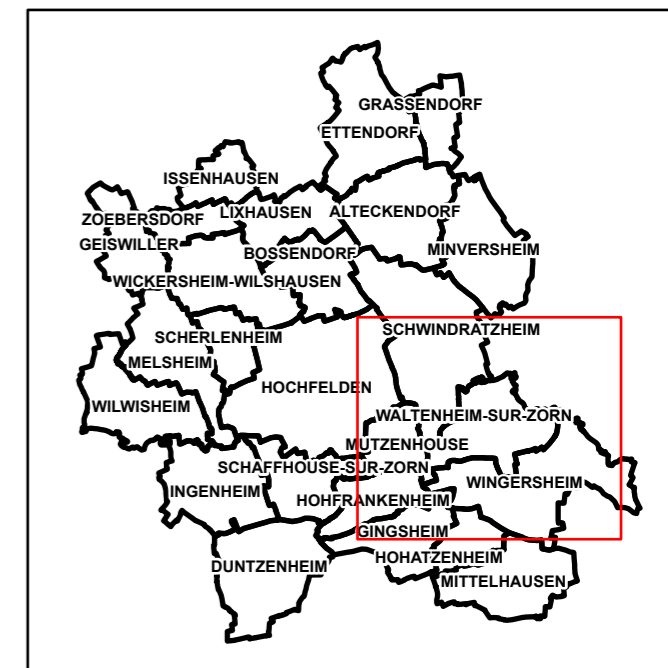 GRASSENDORF
ETTENDORF
ISSENHAUSEN
ZOEBERSDORF
LIXHAUSEN
ALTECKENDORF
GEISWILLER
BOSSENDORF
MINVERSHEIM
WICKERSHEIM-WILSHAUSEN
SCHWINDRATZHEIM
SCHERLENHEIM
MELSHEIM
HOCHFELDEN
WILWISHEIM
WALTENHEIM-SUR-ZORN
MUTZENHOUSE
SCHAFFHOUSE-SUR-ZORN
WINGERSHEIM
INGENHEIM
HOHFRANKENHEIM
GINGSHEIM
HOHATZENHEIM
DUNTZENHEIM
MITTELHAUSEN